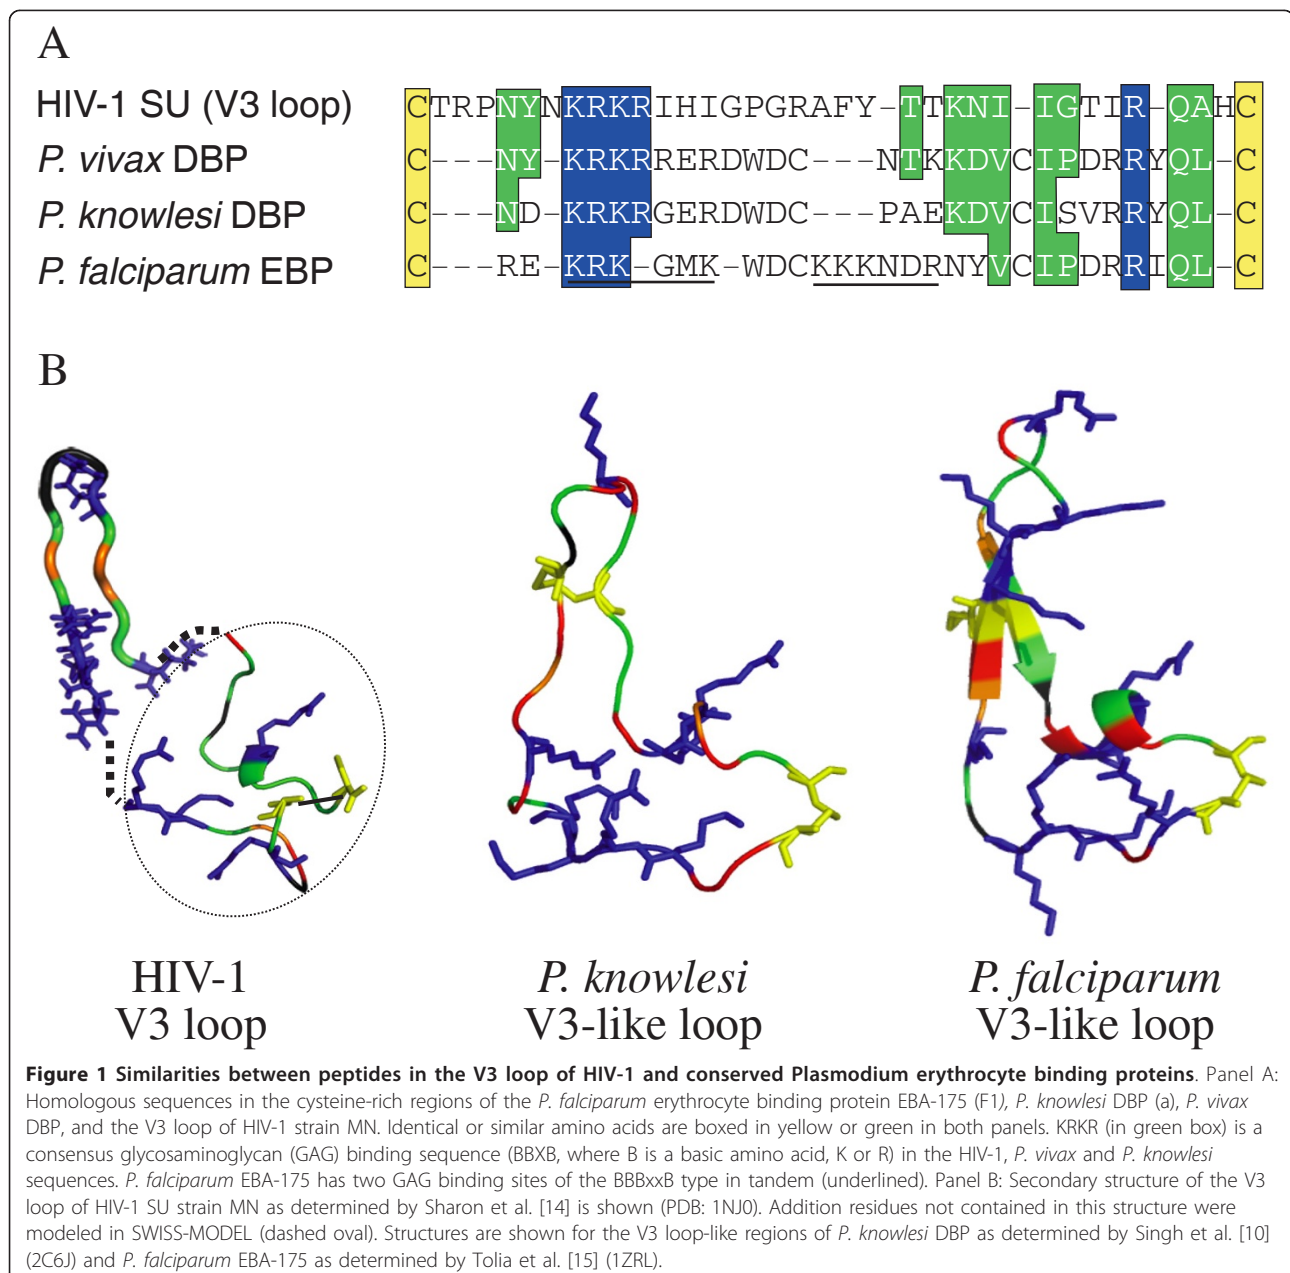 A
HIV-1 SU (V3 loop) CTRPNYNKRKRIHIGPGRAFY-TTKNI-IGTIR-QAHC
P. vivax DBP C---NY-KRKRRERDWDC---NTKKDVCIPDRRYQL-C
P. knowlesi DBP C---ND-KRKRGERDWDC---PAEKDVCISVRRYQL-C
P. falciparum EBP C---RE-KRK-GMK-WDCKKKNDRNYVCIPDRRIQL-C
B
HIV-1
V3 loop
P. knowlesi
V3-like loop
P. falciparum
V3-like loop
Figure 1 Similarities between peptides in the V3 loop of HIV-1 and conserved Plasmodium erythrocyte binding proteins. Panel A:
Homologous sequences in the cysteine-rich regions of the P. falciparum erythrocyte binding protein EBA-175 (F1), P. knowlesi DBP (a), P. vivax
DBP, and the V3 loop of HIV-1 strain MN. Identical or similar amino acids are boxed in yellow or green in both panels. KRKR (in green box) is a
consensus glycosaminoglycan (GAG) binding sequence (BBXB, where B is a basic amino acid, K or R) in the HIV-1, P. vivax and P. knowlesi
sequences. P. falciparum EBA-175 has two GAG binding sites of the BBBxxB type in tandem (underlined). Panel B: Secondary structure of the V3
loop of HIV-1 SU strain MN as determined by Sharon et al. [14] is shown (PDB: 1NJ0). Addition residues not contained in this structure were
modeled in SWISS-MODEL (dashed oval). Structures are shown for the V3 loop-like regions of P. knowlesi DBP as determined by Singh et al. [10]
(2C6J) and P. falciparum EBA-175 as determined by Tolia et al. [15] (1ZRL).